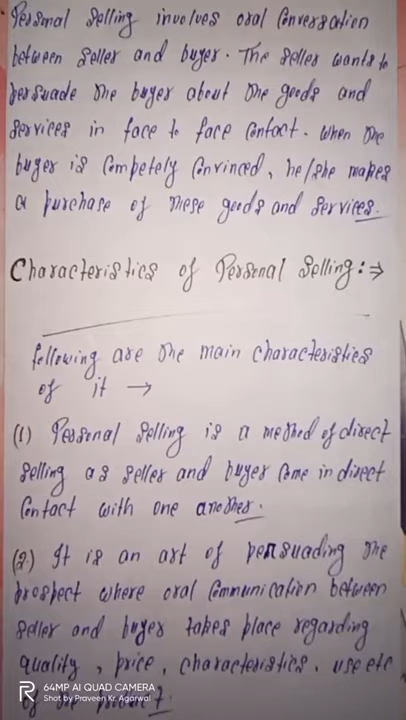 Personal Selling involves oral Conversation
between Seller and buyer. The Seller wants to
persuade the buyer about the goods and
Services in face to face Contact. When the
buyer is Competely Convinced, he/she makes
a purchase of these goods and Services.
Characteristics of Personal Selling :⇒
following are the main characteristics
of it →
(1) Personal Selling is a method of direct
Selling as Seller and buyer Come in direct
Contact with one another.
(2) It is an art of persuading the
prospect where oral Communication between
Seller and buyer takes place regarding
quality, price, characteristics, use etc
of the product.
R
64MP AI QUAD CAMERA
Shot by Praveen Kr. Agarwal